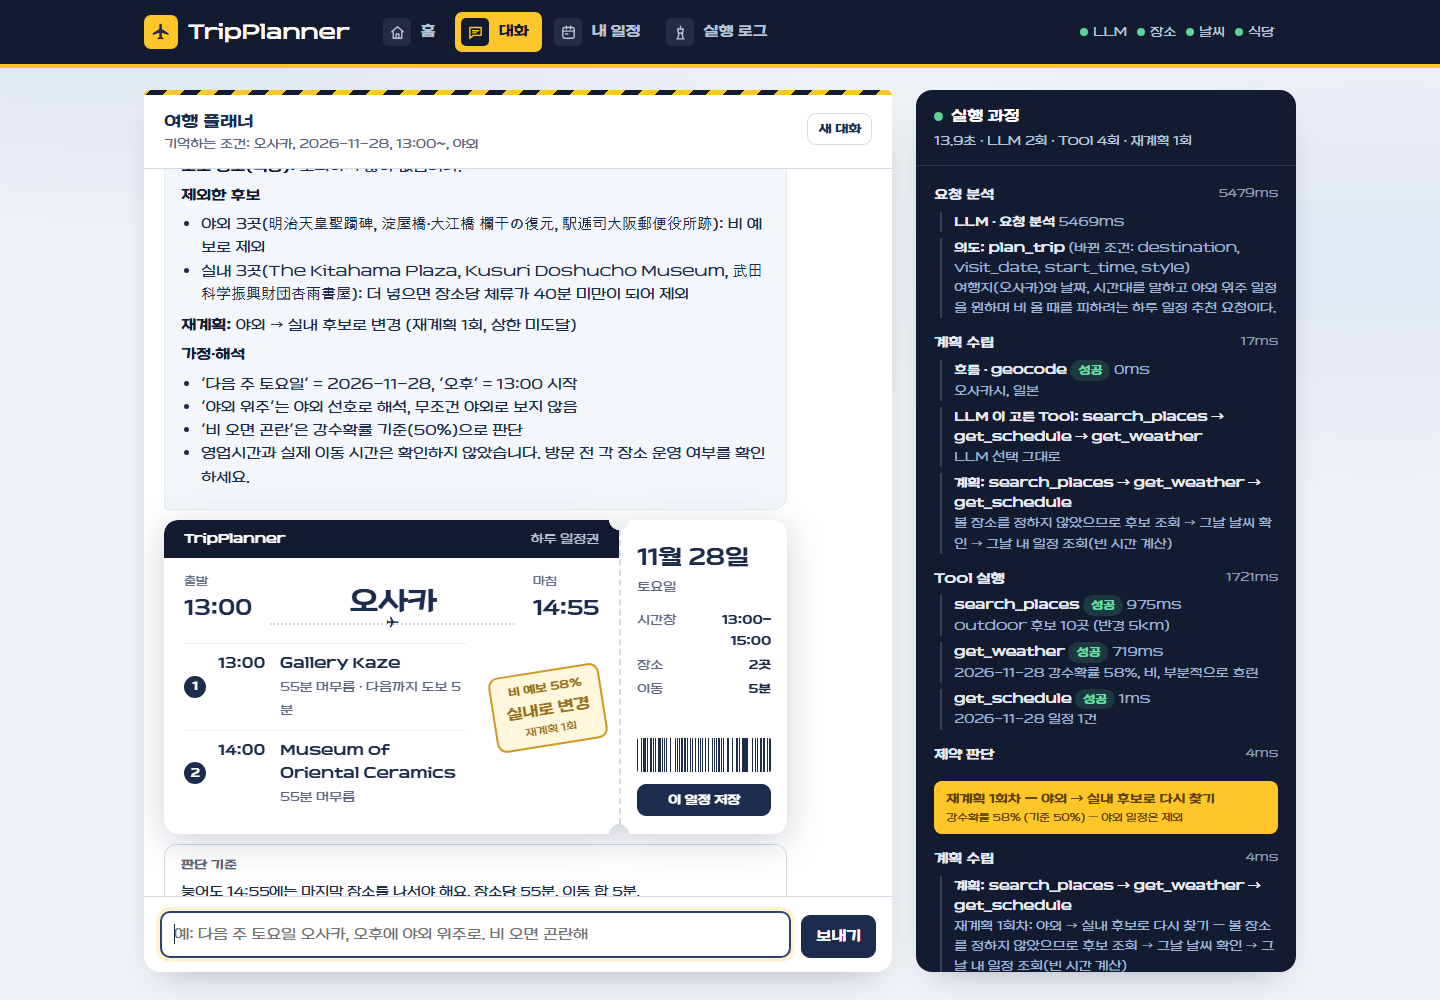 TripPlanner
홈
대화
내 일정
실행 로그
LLM
장소
날씨
식당
여행 플래너
기억하는 조건: 오사카, 2026-11-28, 13:00~, 야외
새 대화
제외한 후보
야외 3곳(明治天皇聖躅碑, 淀屋橋·大江橋 欄干の復元, 駅逓司大阪郵便役所跡): 비 예
보로 제외
실내 3곳(The Kitahama Plaza, Kusuri Doshucho Museum, 武田
科学振興財団杏雨書屋): 더 넣으면 장소당 체류가 40분 미만이 되어 제외
재계획: 야외 → 실내 후보로 변경 (재계획 1회, 상한 미도달)
가정·해석
'다음 주 토요일' = 2026-11-28, '오후' = 13:00 시작
'야외 위주'는 야외 선호로 해석, 무조건 야외로 보지 않음
'비 오면 곤란'은 강수확률 기준(50%)으로 판단
영업시간과 실제 이동 시간은 확인하지 않았습니다. 방문 전 각 장소 운영 여부를 확인
하세요.
TripPlanner
하루 일정권
출발
13:00
오사카
마침
14:55
1
13:00
Gallery Kaze
55분 머무름 · 다음까지 도보 5
분
2
14:00
Museum of
Oriental Ceramics
55분 머무름
비 예보 58%
실내로 변경
재계획 1회
11월 28일
토요일
시간창
13:00–
15:00
장소
2곳
이동
5분
이 일정 저장
판단 기준
늦어도 14:55에는 마지막 장소를 나서야 해요. 장소당 55분, 이동 합 5분.
예: 다음 주 토요일 오사카, 오후에 야외 위주로. 비 오면 곤란해
보내기
실행 과정
13.9초 · LLM 2회 · Tool 4회 · 재계획 1회
요청 분석
5479ms
LLM · 요청 분석 5469ms
의도: plan_trip (바뀐 조건: destination,
visit_date, start_time, style)
여행지(오사카)와 날짜, 시간대를 말하고 야외 위주 일정
을 원하며 비 올 때를 피하려는 하루 일정 추천 요청이다.
계획 수립
17ms
흐름 · geocode 성공 0ms
오사카시, 일본
LLM 이 고른 Tool: search_places →
get_schedule → get_weather
LLM 선택 그대로
계획: search_places → get_weather →
get_schedule
볼 장소를 정하지 않았으므로 후보 조회 → 그날 날씨 확
인 → 그날 내 일정 조회(빈 시간 계산)
Tool 실행
1721ms
search_places 성공 975ms
outdoor 후보 10곳 (반경 5km)
get_weather 성공 719ms
2026-11-28 강수확률 58%, 비, 부분적으로 흐린
get_schedule 성공 1ms
2026-11-28 일정 1건
제약 판단
4ms
재계획 1회차 — 야외 → 실내 후보로 다시 찾기
강수확률 58% (기준 50%) — 야외 일정은 제외
계획 수립
4ms
계획: search_places → get_weather →
get_schedule
재계획 1회차: 야외 → 실내 후보로 다시 찾기 — 볼 장소
를 정하지 않았으므로 후보 조회 → 그날 날씨 확인 → 그
날 내 일정 조회(빈 시간 계산)